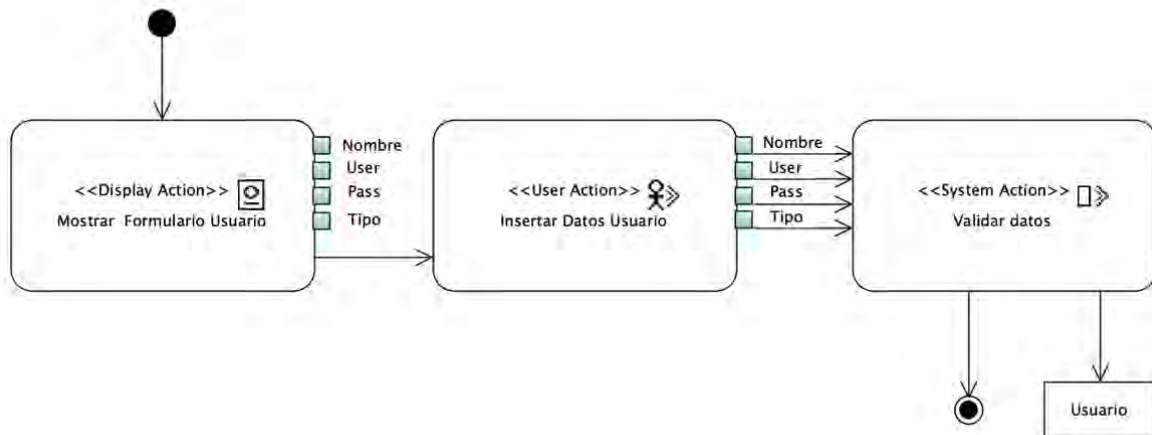 <<Display Action>>
Mostrar Formulario Usuario
Nombre
User
Pass
Tipo
<<User Action>>
Insertar Datos Usuario
Nombre
User
Pass
Tipo
<<System Action>>
Validar datos
Usuario